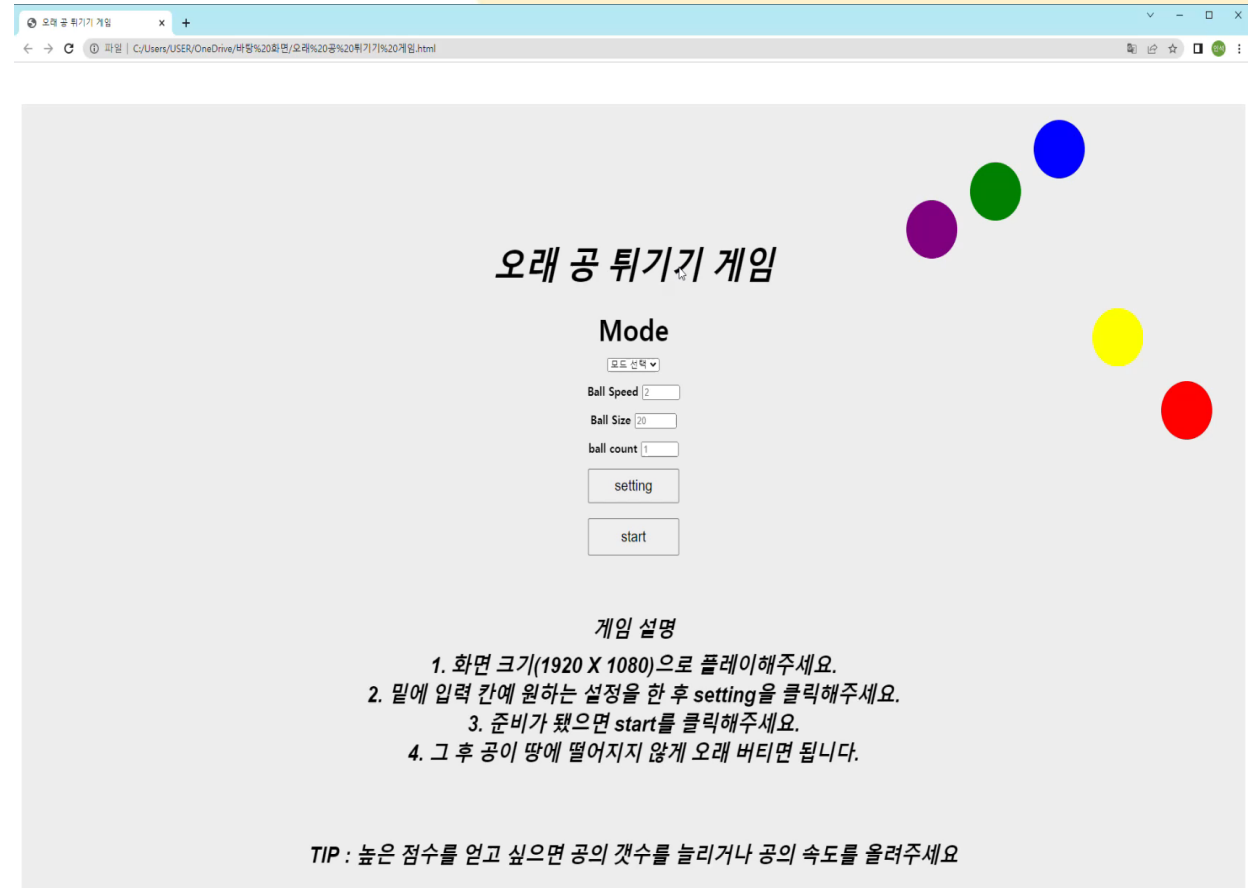 오래 공 튀기기 게임
파일 | C:/Users/USER/OneDrive/바탕%20화면/오래%20공%20튀기기%20게임.html
오래 공 튀기기 게임
Mode
모드 선택
Ball Speed 2
Ball Size 20
ball count 1
setting
start
게임 설명
1. 화면 크기(1920 X 1080)으로 플레이해주세요.
2. 밑에 입력 칸에 원하는 설정을 한 후 setting을 클릭해주세요.
3. 준비가 됐으면 start를 클릭해주세요.
4. 그 후 공이 땅에 떨어지지 않게 오래 버티면 됩니다.
TIP : 높은 점수를 얻고 싶으면 공의 갯수를 늘리거나 공의 속도를 올려주세요